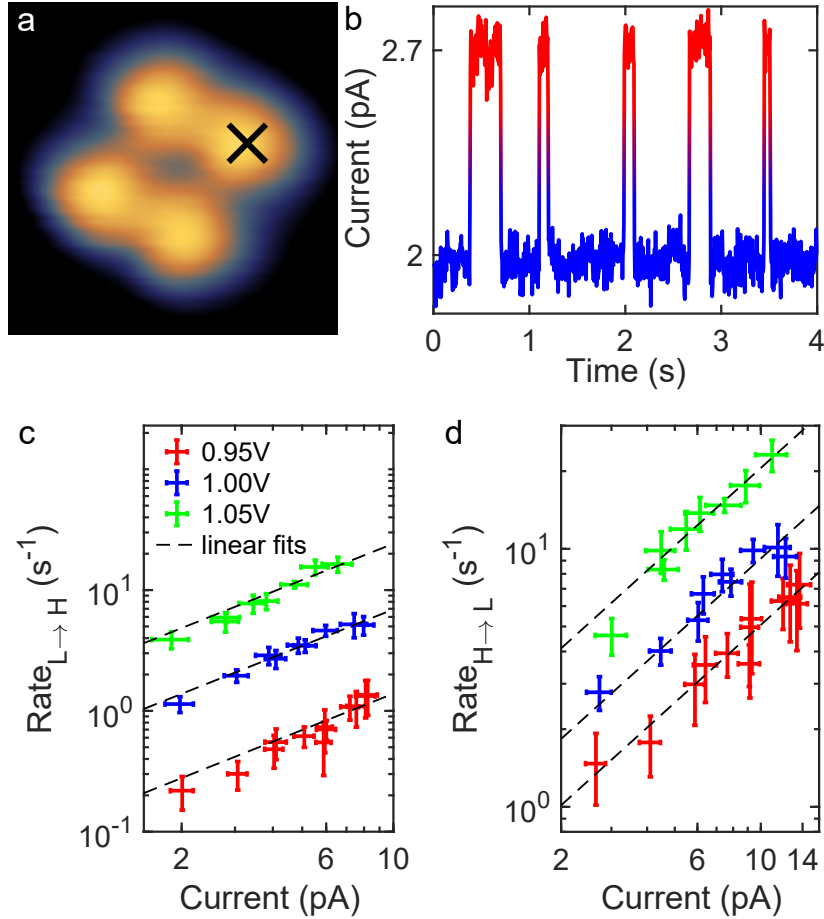 a
b
Current (pA)
2.7
2
0
1
2
3
4
Time (s)
c
0.95V
1.00V
1.05V
linear fits
Rate_{L→ H} (s^{-1})
10^{1}
10^{0}
10^{-1}
2
6
10
Current (pA)
d
Rate_{H→ L} (s^{-1})
10^{1}
10^{0}
2
6
10
14
Current (pA)